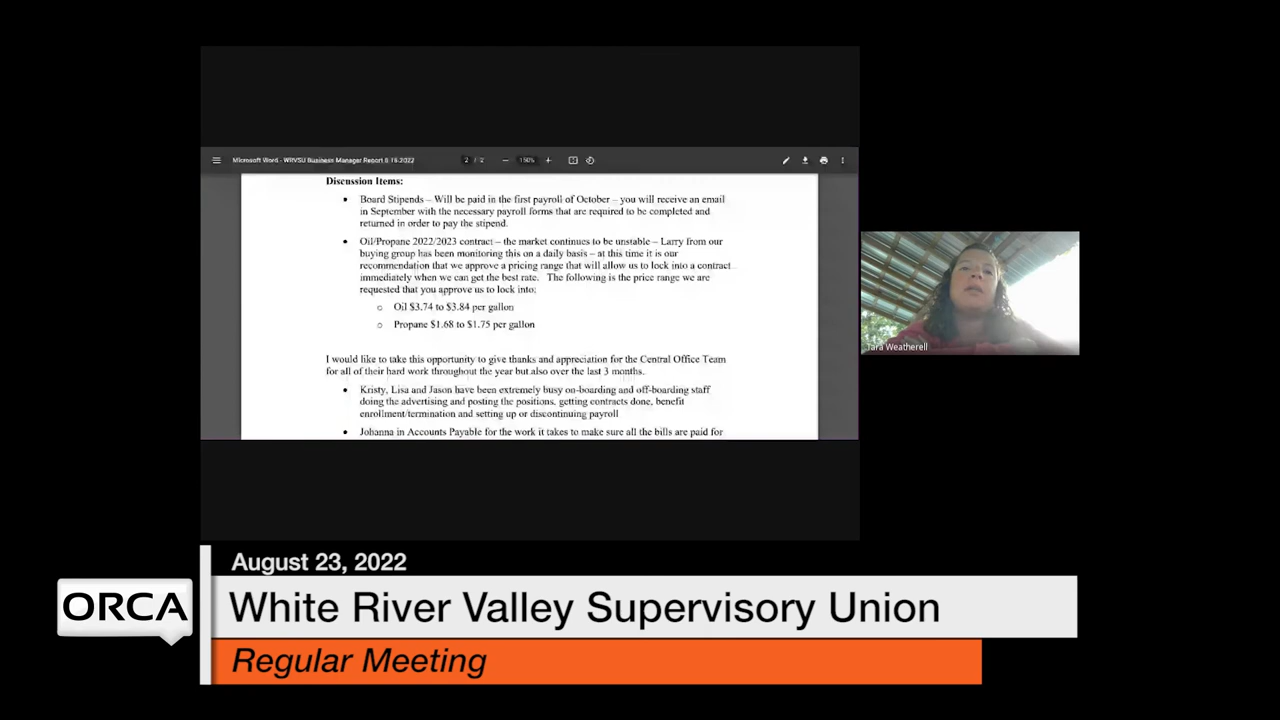 Microsoft Word - WRVSU Business Manager Report 8-16-2022
2 / 2
150%
Discussion Items:
• Board Stipends – Will be paid in the first payroll of October – you will receive an email
in September with the necessary payroll forms that are required to be completed and
returned in order to pay the stipend.
• Oil/Propane 2022/2023 contract – the market continues to be unstable – Larry from our
buying group has been monitoring this on a daily basis – at this time it is our
recommendation that we approve a pricing range that will allow us to lock into a contract
immediately when we can get the best rate. The following is the price range we are
requested that you approve us to lock into:
o Oil $3.74 to $3.84 per gallon
o Propane $1.68 to $1.75 per gallon
I would like to take this opportunity to give thanks and appreciation for the Central Office Team
for all of their hard work throughout the year but also over the last 3 months.
• Kristy, Lisa and Jason have been extremely busy on-boarding and off-boarding staff
doing the advertising and posting the positions, getting contracts done, benefit
enrollment/termination and setting up or discontinuing payroll
• Johanna in Accounts Payable for the work it takes to make sure all the bills are paid for
Tara Weatherell
August 23, 2022
ORCA
White River Valley Supervisory Union
Regular Meeting